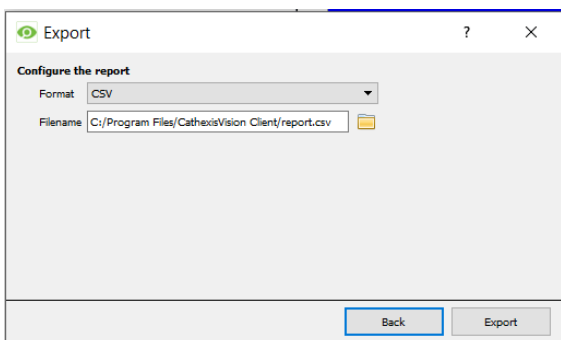 Export ?
Configure the report
Format CSV
Filename C:/Program Files/CathexisVision Client/report.csv
Back Export